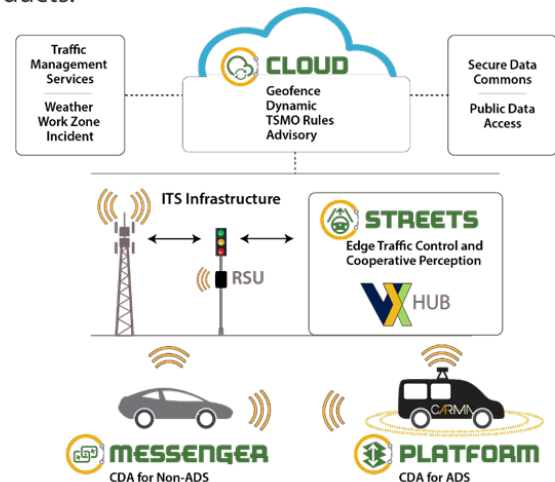 ducts.
Traffic
Management
Services
Weather
Work Zone
Incident
CLOUD
Geofence
Dynamic
TSMO Rules
Advisory
Secure Data
Commons
Public Data
Access
ITS Infrastructure
RSU
STREETS
Edge Traffic Control and
Cooperative Perception
VX HUB
CARMA
MESSENGER
CDA for Non-ADS
PLATFORM
CDA for ADS